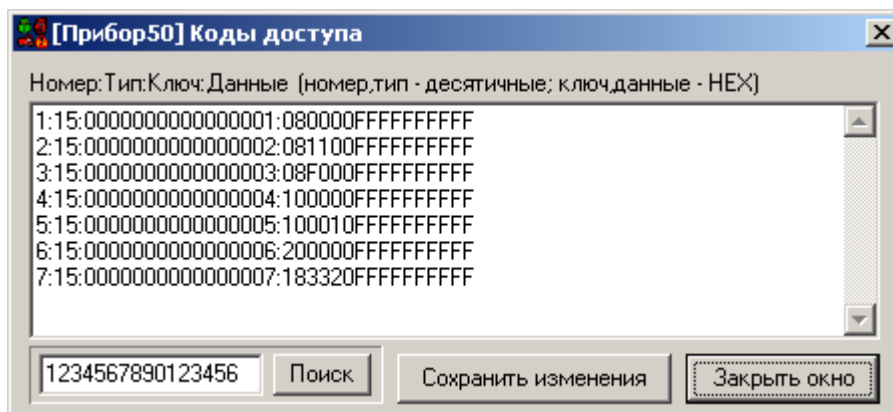 [Прибор50] Коды доступа
Номер:Тип:Ключ:Данные (номер,тип - десятичные; ключ,данные - HEX)
1:15:0000000000000001:080000FFFFFFFFFF
2:15:0000000000000002:081100FFFFFFFFFF
3:15:0000000000000003:08F000FFFFFFFFFF
4:15:0000000000000004:100000FFFFFFFFFF
5:15:0000000000000005:100010FFFFFFFFFF
6:15:0000000000000006:200000FFFFFFFFFF
7:15:0000000000000007:183320FFFFFFFFFF
1234567890123456 Поиск Сохранить изменения Закрыть окно